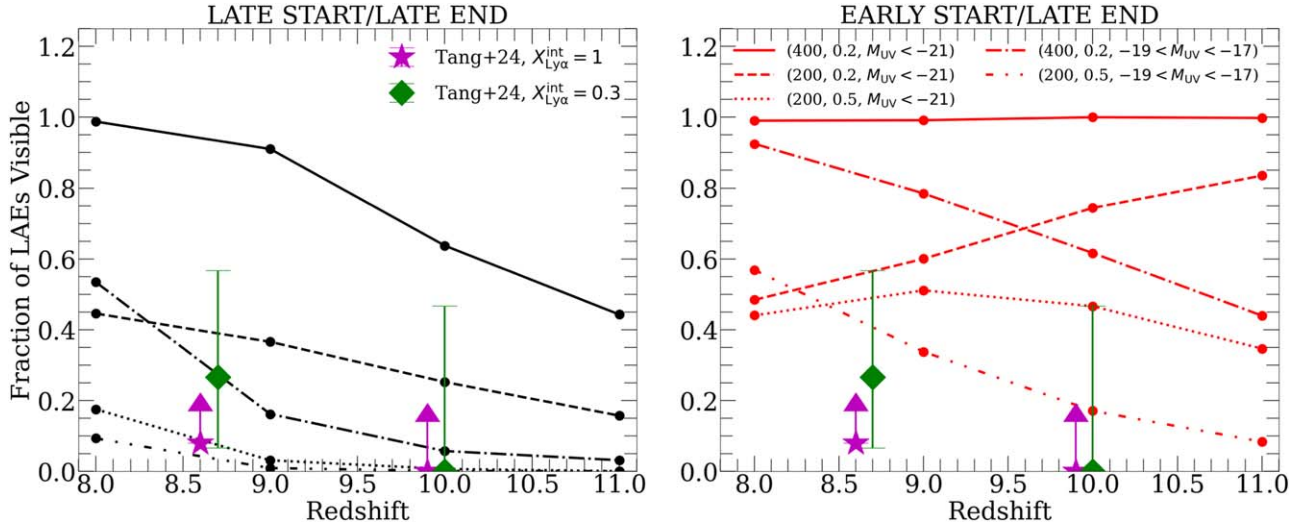 LATE START/LATE END
Fraction of LAEs Visible
1.2
1.0
0.8
0.6
0.4
0.2
0.0
Tang+24, X^int_Lyα = 1
Tang+24, X^int_Lyα = 0.3
8.0 8.5 9.0 9.5 10.0 10.5 11.0
Redshift
EARLY START/LATE END
1.2
1.0
0.8
0.6
0.4
0.2
0.0
(400, 0.2, M_UV < −21)
(200, 0.2, M_UV < −21)
(200, 0.5, M_UV < −21)
(400, 0.2, −19 < M_UV < −17)
(200, 0.5, −19 < M_UV < −17)
8.0 8.5 9.0 9.5 10.0 10.5 11.0
Redshift